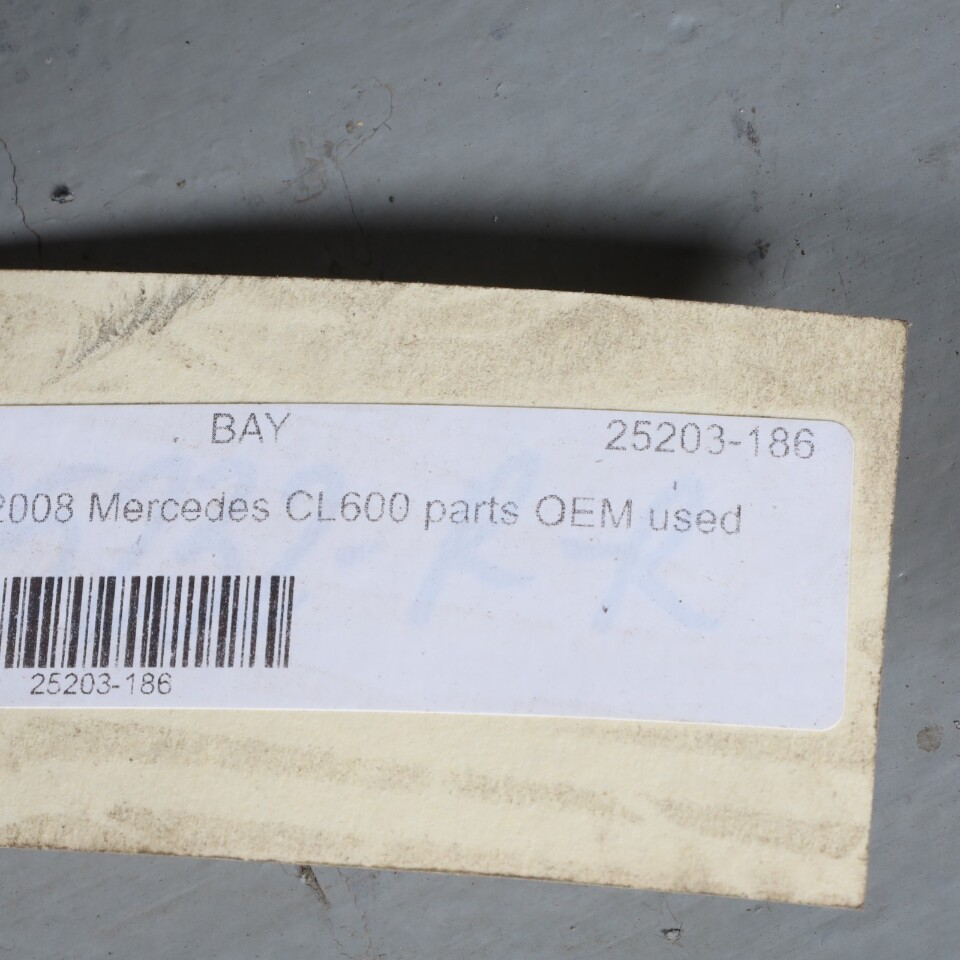 BAY 25203-186
2008 Mercedes CL600 parts OEM used
25203-186